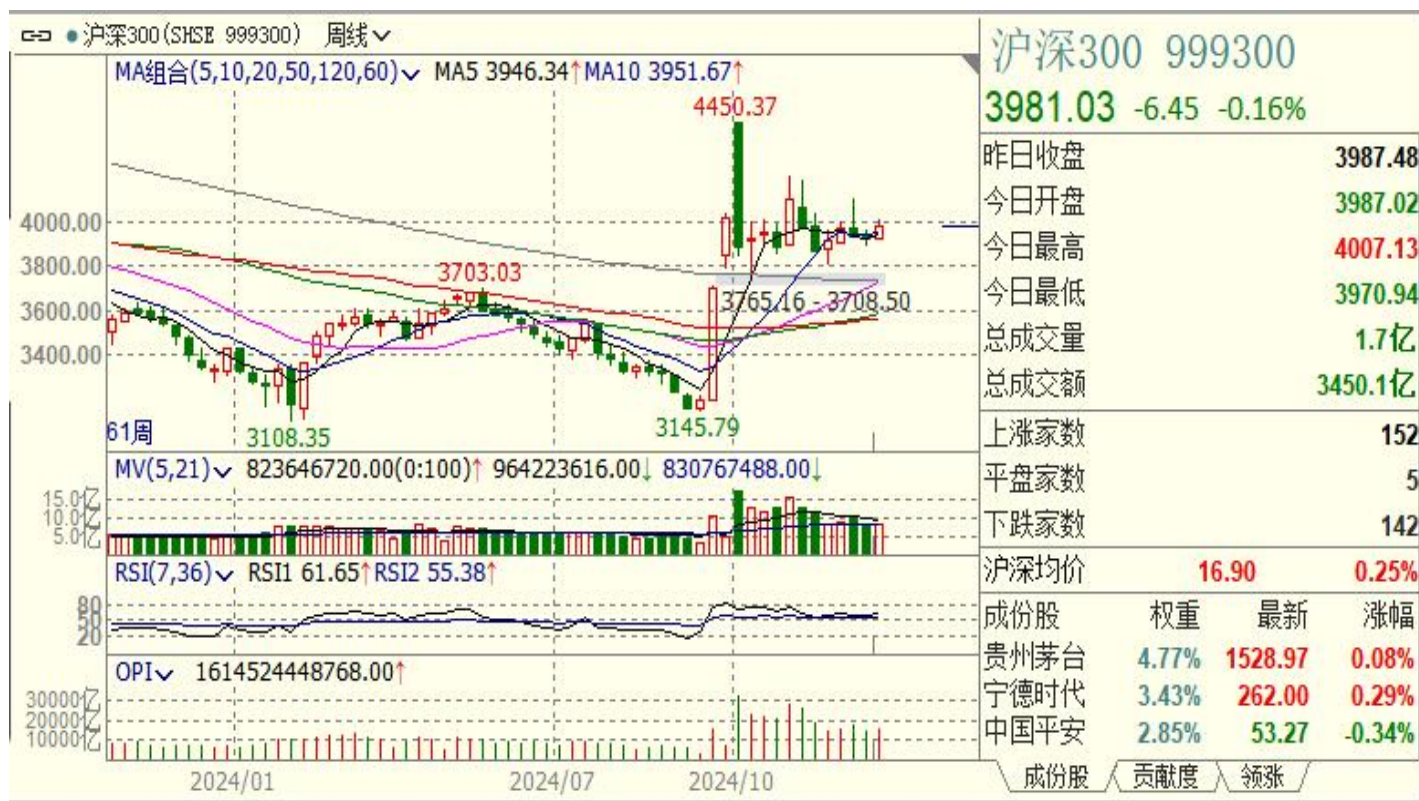 沪深300(SHSE 999300) 周线
MA组合(5,10,20,50,120,60) MA5 3946.34↑MA10 3951.67↑
4450.37
4000.00
3800.00
3703.03
3765.16 - 3708.50
3600.00
3400.00
61周
3108.35
3145.79
MV(5,21) 823646720.00(0:100)↑ 964223616.00↓ 830767488.00↓
15.0亿
10.0亿
5.0亿
RSI(7,36) RSI1 61.65↑RSI2 55.38↑
80
50
20
OPI 1614524448768.00↑
30000亿
20000亿
10000亿
2024/01 2024/07 2024/10
沪深300 999300
3981.03 -6.45 -0.16%
昨日收盘 3987.48
今日开盘 3987.02
今日最高 4007.13
今日最低 3970.94
总成交量 1.7亿
总成交额 3450.1亿
上涨家数 152
平盘家数 5
下跌家数 142
沪深均价 16.90 0.25%
成份股 权重 最新 涨幅
贵州茅台 4.77% 1528.97 0.08%
宁德时代 3.43% 262.00 0.29%
中国平安 2.85% 53.27 -0.34%
成份股 贡献度 领涨